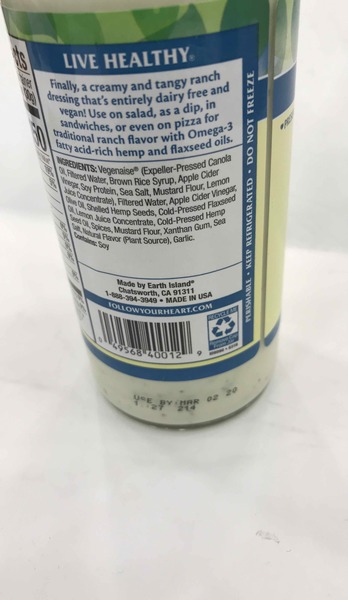 LIVE HEALTHY®
Finally, a creamy and tangy ranch
dressing that's entirely dairy free and
vegan! Use on salad, as a dip, in
sandwiches, or even on pizza for
traditional ranch flavor with Omega-3
fatty acid-rich hemp and flaxseed oils.
INGREDIENTS: Vegenaise® (Expeller-Pressed Canola
Oil, Filtered Water, Brown Rice Syrup, Apple Cider
Vinegar, Soy Protein, Sea Salt, Mustard Flour, Lemon
Juice Concentrate), Filtered Water, Apple Cider Vinegar,
Olive Oil, Shelled Hemp Seeds, Cold-Pressed Flaxseed
Oil, Lemon Juice Concentrate, Cold-Pressed Hemp
Seed Oil, Spices, Mustard Flour, Xanthan Gum, Sea
Salt, Natural Flavor (Plant Source), Garlic.
Contains: Soy
Made by Earth Island®
Chatsworth, CA 91311
1-888-394-3949 • MADE IN USA
FOLLOWYOURHEART.COM
49568 40012 9
PERISHABLE • KEEP REFRIGERATED • DO NOT FREEZE
USE BY MAR 02 20
1 27 214